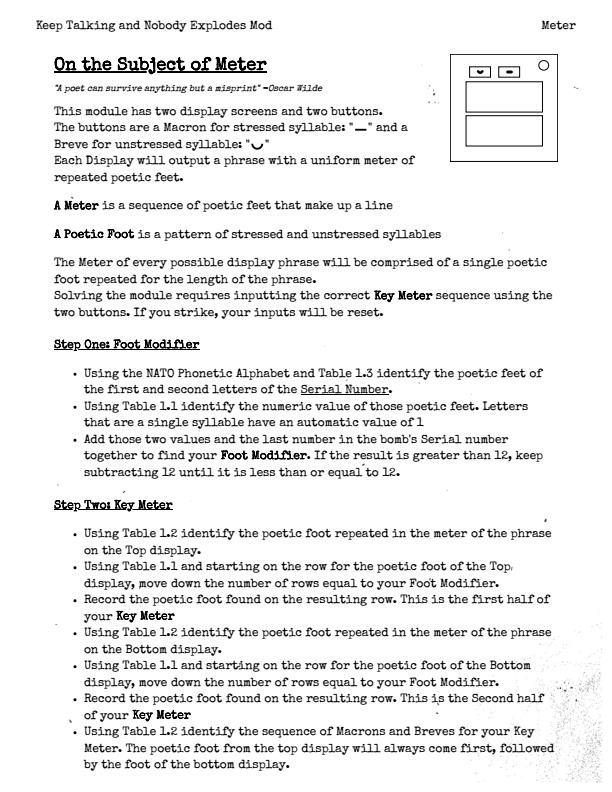 Keep Talking and Nobody Explodes Mod Meter
On the Subject of Meter
"A poet can survive anything but a misprint" -Oscar Wilde
This module has two display screens and two buttons.
The buttons are a Macron for stressed syllable: "—" and a
Breve for unstressed syllable: "⏑"
Each Display will output a phrase with a uniform meter of
repeated poetic feet.
A Meter is a sequence of poetic feet that make up a line
A Poetic Foot is a pattern of stressed and unstressed syllables
The Meter of every possible display phrase will be comprised of a single poetic
foot repeated for the length of the phrase.
Solving the module requires inputting the correct Key Meter sequence using the
two buttons. If you strike, your inputs will be reset.
Step One: Foot Modifier
• Using the NATO Phonetic Alphabet and Table 1.3 identify the poetic feet of
the first and second letters of the Serial Number.
• Using Table 1.1 identify the numeric value of those poetic feet. Letters
that are a single syllable have an automatic value of 1
• Add those two values and the last number in the bomb's Serial number
together to find your Foot Modifier. If the result is greater than 12, keep
subtracting 12 until it is less than or equal to 12.
Step Two: Key Meter
• Using Table 1.2 identify the poetic foot repeated in the meter of the phrase
on the Top display.
• Using Table 1.1 and starting on the row for the poetic foot of the Top
display, move down the number of rows equal to your Foot Modifier.
• Record the poetic foot found on the resulting row. This is the first half of
your Key Meter
• Using Table 1.2 identify the poetic foot repeated in the meter of the phrase
on the Bottom display.
• Using Table 1.1 and starting on the row for the poetic foot of the Bottom
display, move down the number of rows equal to your Foot Modifier.
• Record the poetic foot found on the resulting row. This is the Second half
of your Key Meter
• Using Table 1.2 identify the sequence of Macrons and Breves for your Key
Meter. The poetic foot from the top display will always come first, followed
by the foot of the bottom display.